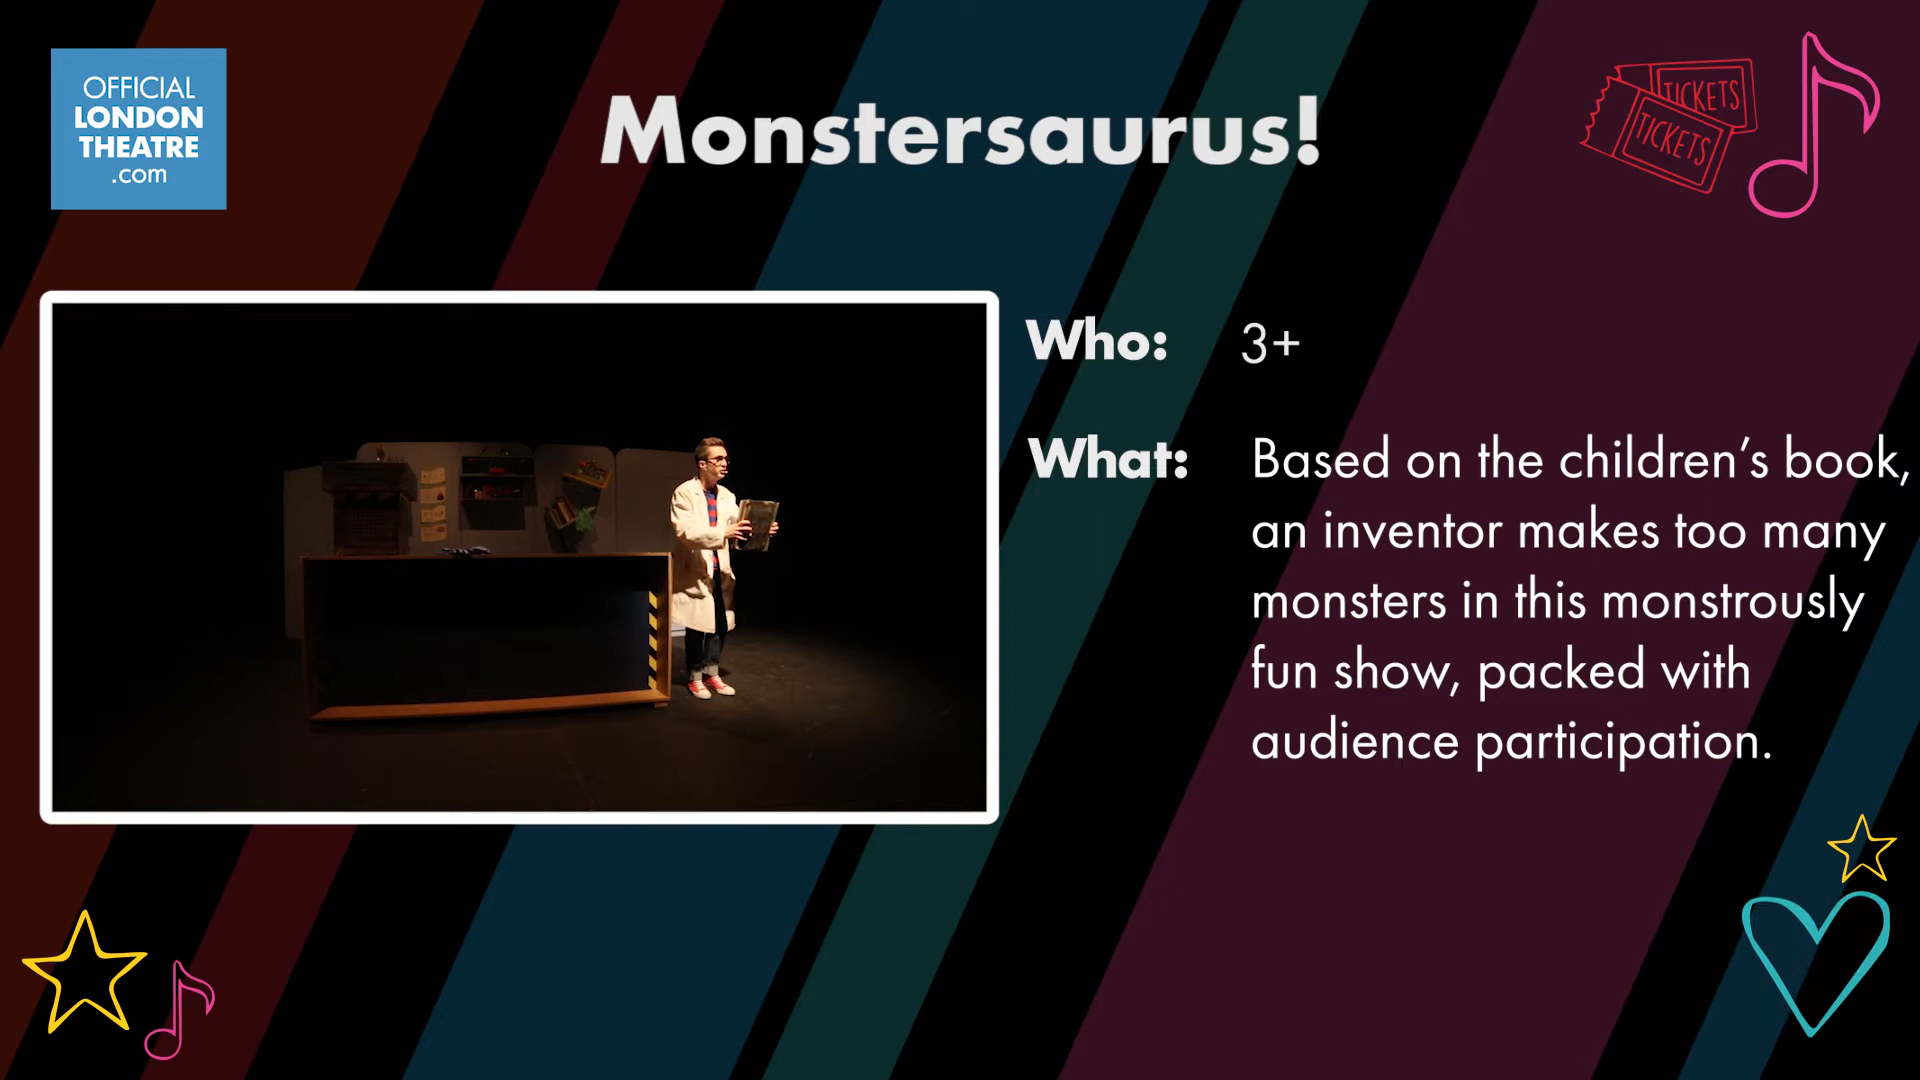 OFFICIAL
LONDON
THEATRE
.com
Monstersaurus!
TICKETS
TICKETS
Who: 3+
What: Based on the children’s book,
an inventor makes too many
monsters in this monstrously
fun show, packed with
audience participation.